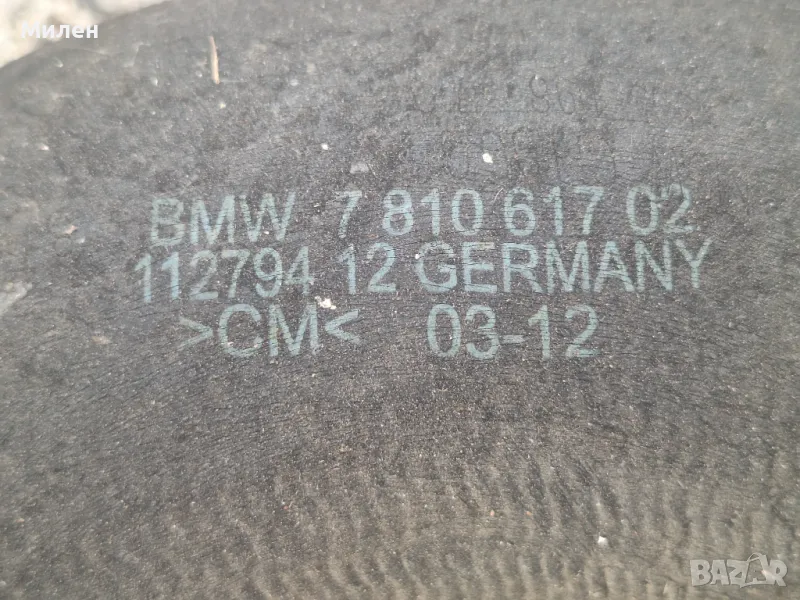 Милен
BMW 7 810 617 02
112794 12 GERMANY
>CM< 03-12
BAZAR